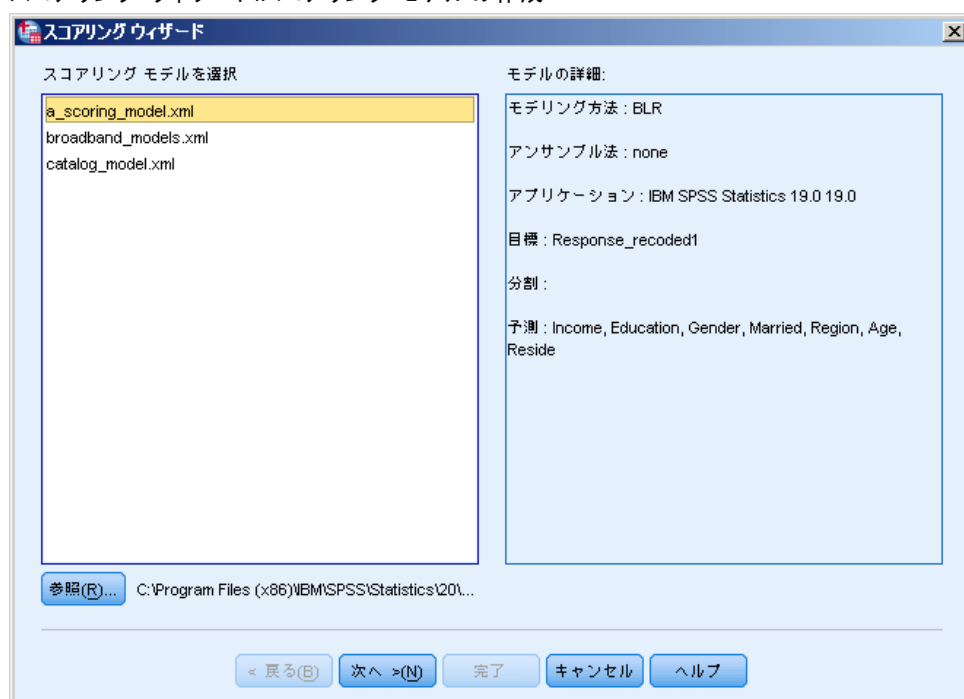 スコアリング ウィザード
スコアリング モデルを選択
a_scoring_model.xml
broadband_models.xml
catalog_model.xml
参照(R)... C:\Program Files (x86)\IBM\SPSS\Statistics\20\...
モデルの詳細:
モデリング方法 : BLR
アンサンブル法 : none
アプリケーション : IBM SPSS Statistics 19.0 19.0
目標 : Response_recoded1
分割 :
予測 : Income, Education, Gender, Married, Region, Age,
Reside
< 戻る(B) 次へ >(N) 完了 キャンセル ヘルプ